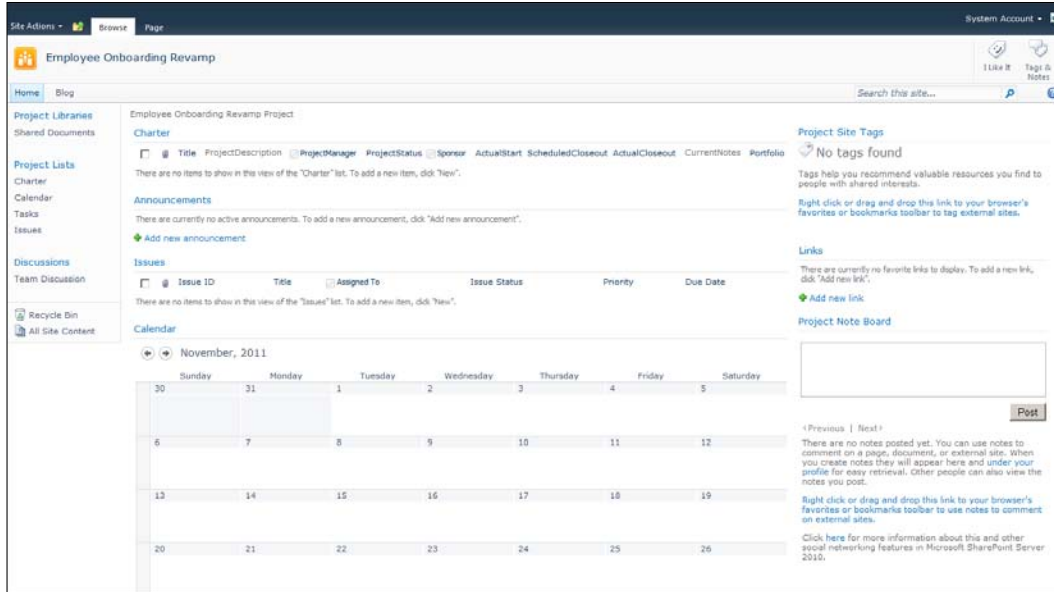 Site Actions
Browse
Page
System Account
Employee Onboarding Revamp
I Like It
Tags &
Notes
Home
Blog
Search this site...
Project Libraries
Shared Documents
Project Lists
Charter
Calendar
Tasks
Issues
Discussions
Team Discussion
Recycle Bin
All Site Content
Employee Onboarding Revamp Project
Charter
Title ProjectDescription ProjectManager ProjectStatus Sponsor ActualStart ScheduledCloseout ActualCloseout CurrentNotes Portfolio
There are no items to show in this view of the "Charter" list. To add a new item, click "New".
Announcements
There are currently no active announcements. To add a new announcement, click "Add new announcement".
Add new announcement
Issues
Issue ID Title Assigned To Issue Status Priority Due Date
There are no items to show in this view of the "Issues" list. To add a new item, click "New".
Calendar
November, 2011
Sunday Monday Tuesday Wednesday Thursday Friday Saturday
30 31 1 2 3 4 5
6 7 8 9 10 11 12
13 14 15 16 17 18 19
20 21 22 23 24 25 26
Project Site Tags
No tags found
Tags help you recommend valuable resources you find to
people with shared interests.
Right click or drag and drop this link to your browser's
favorites or bookmarks toolbar to tag external sites.
Links
There are currently no favorite links to display. To add a new link,
click "Add new link".
Add new link
Project Note Board
Post
Previous | Next
There are no notes posted yet. You can use notes to
comment on a page, document, or external site. When
you create notes they will appear here and under your
profile for easy retrieval. Other people can also view the
notes you post.
Right click or drag and drop this link to your browser's
favorites or bookmarks toolbar to use notes to comment
on external sites.
Click here for more information about this and other
social networking features in Microsoft SharePoint Server
2010.